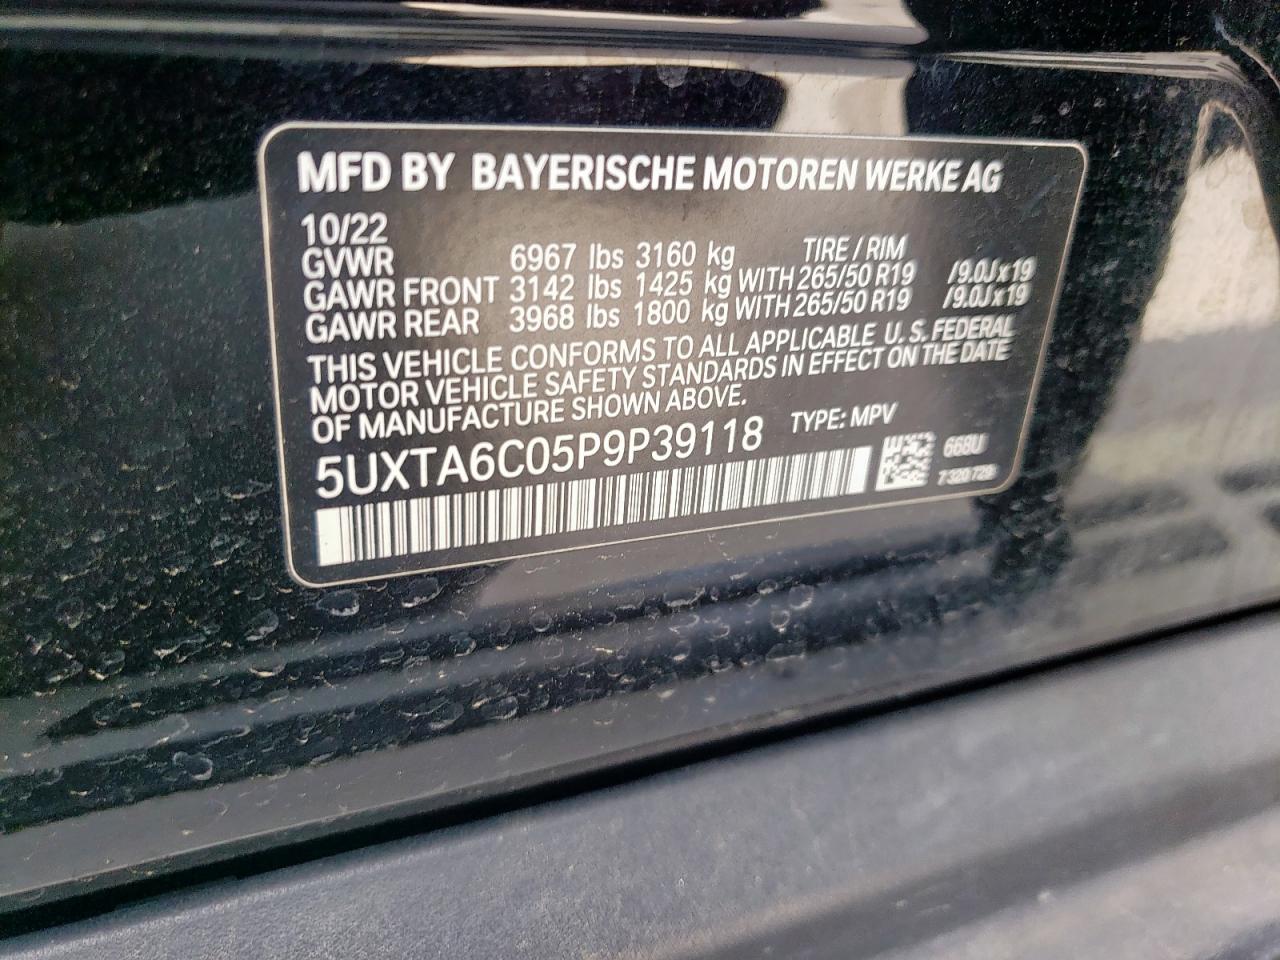 MFD BY BAYERISCHE MOTOREN WERKE AG
10/22
GVWR 6967 lbs 3160 kg TIRE / RIM
GAWR FRONT 3142 lbs 1425 kg WITH 265/50 R19 /9.0Jx19
GAWR REAR 3968 lbs 1800 kg WITH 265/50 R19 /9.0Jx19
THIS VEHICLE CONFORMS TO ALL APPLICABLE U.S. FEDERAL
MOTOR VEHICLE SAFETY STANDARDS IN EFFECT ON THE DATE
OF MANUFACTURE SHOWN ABOVE.
5UXTA6C05P9P39118 TYPE: MPV
668U
7320729